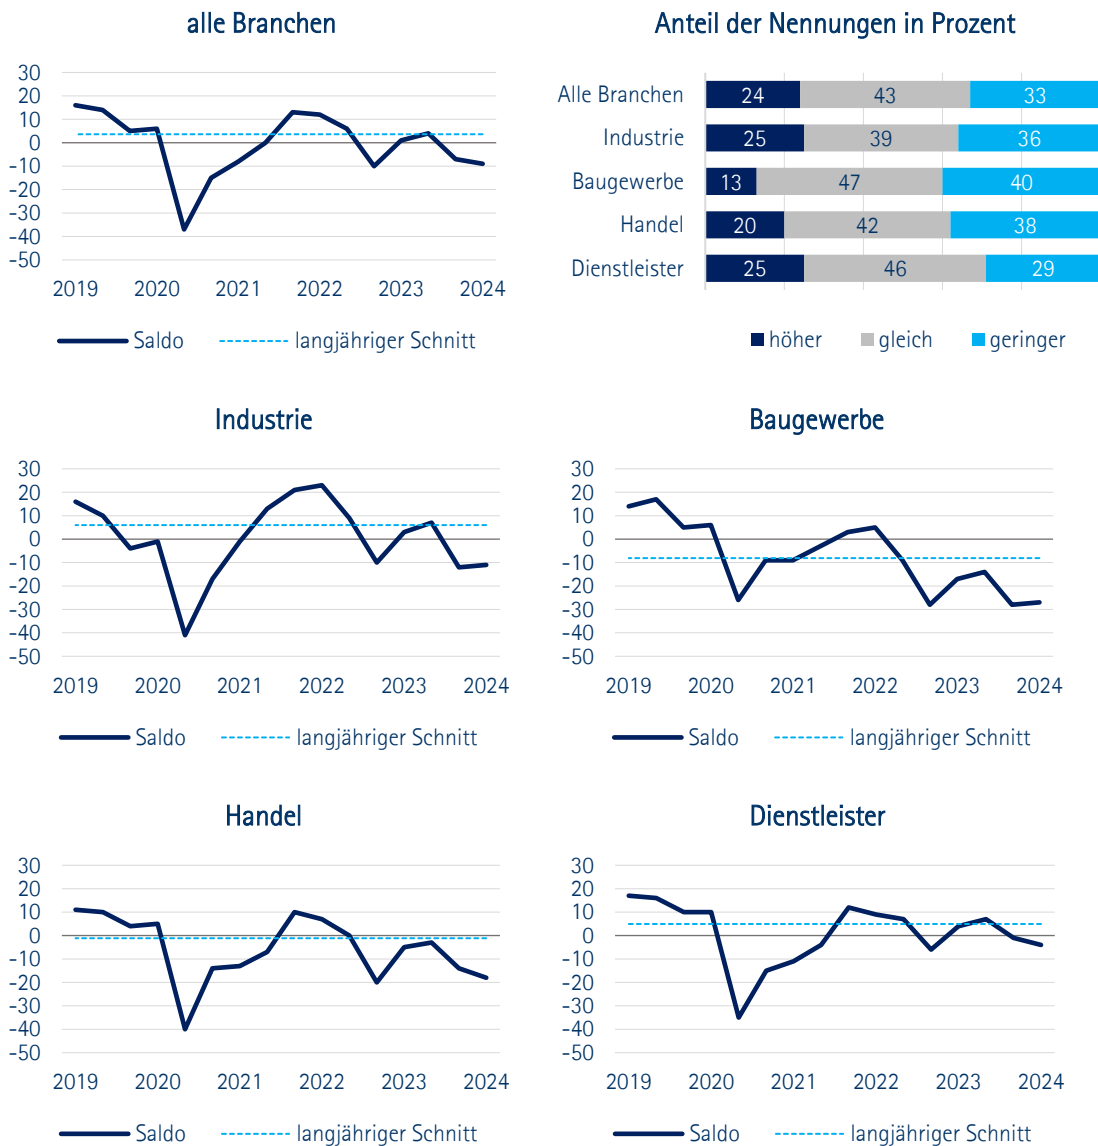 alle Branchen
30
20
10
0
-10
-20
-30
-40
-50
2019 2020 2021 2022 2023 2024
Saldo langjähriger Schnitt
Anteil der Nennungen in Prozent
Alle Branchen 24 43 33
Industrie 25 39 36
Baugewerbe 13 47 40
Handel 20 42 38
Dienstleister 25 46 29
höher gleich geringer
Industrie
30
20
10
0
-10
-20
-30
-40
-50
2019 2020 2021 2022 2023 2024
Saldo langjähriger Schnitt
Baugewerbe
30
20
10
0
-10
-20
-30
-40
-50
2019 2020 2021 2022 2023 2024
Saldo langjähriger Schnitt
Handel
30
20
10
0
-10
-20
-30
-40
-50
2019 2020 2021 2022 2023 2024
Saldo langjähriger Schnitt
Dienstleister
30
20
10
0
-10
-20
-30
-40
-50
2019 2020 2021 2022 2023 2024
Saldo langjähriger Schnitt